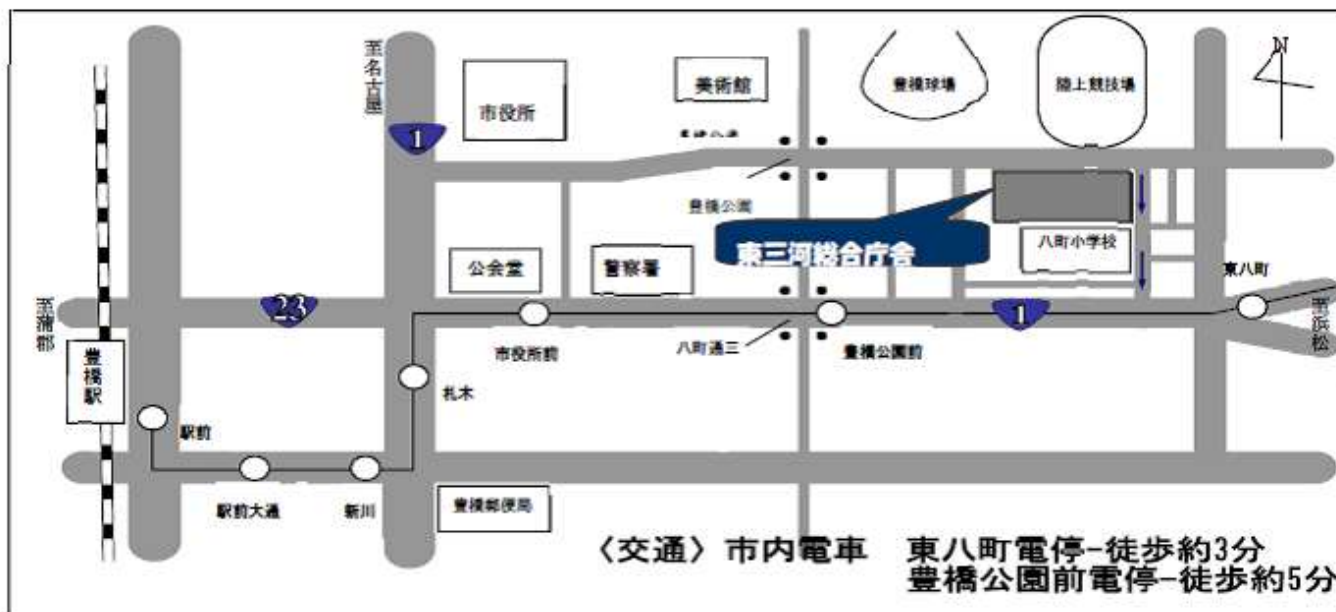 至名古屋
N
市役所
美術館
豊橋球場
陸上競技場
1
豊橋公園
東三河総合庁舎
八町小学校
公会堂
警察署
東八町
至蒲郡
23
1
至浜松
市役所前
八町通三
豊橋公園前
豊橋駅
札木
駅前
駅前大通
新川
豊橋郵便局
〈交通〉市内電車 東八町電停-徒歩約3分
豊橋公園前電停-徒歩約5分